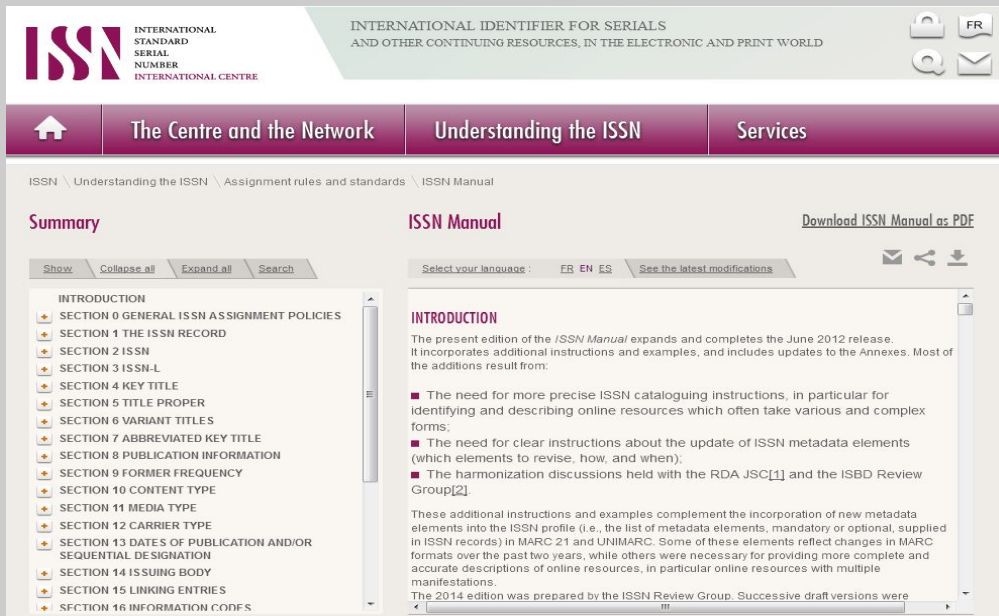 ISSN
INTERNATIONAL
STANDARD
SERIAL
NUMBER
INTERNATIONAL CENTRE
INTERNATIONAL IDENTIFIER FOR SERIALS
AND OTHER CONTINUING RESOURCES, IN THE ELECTRONIC AND PRINT WORLD
FR
The Centre and the Network
Understanding the ISSN
Services
ISSN \ Understanding the ISSN \ Assignment rules and standards \ ISSN Manual
Summary
Show \ Collapse all \ Expand all \ Search
INTRODUCTION
SECTION 0 GENERAL ISSN ASSIGNMENT POLICIES
SECTION 1 THE ISSN RECORD
SECTION 2 ISSN
SECTION 3 ISSN-L
SECTION 4 KEY TITLE
SECTION 5 TITLE PROPER
SECTION 6 VARIANT TITLES
SECTION 7 ABBREVIATED KEY TITLE
SECTION 8 PUBLICATION INFORMATION
SECTION 9 FORMER FREQUENCY
SECTION 10 CONTENT TYPE
SECTION 11 MEDIA TYPE
SECTION 12 CARRIER TYPE
SECTION 13 DATES OF PUBLICATION AND/OR
SEQUENTIAL DESIGNATION
SECTION 14 ISSUING BODY
SECTION 15 LINKING ENTRIES
SECTION 16 INFORMATION CODES
ISSN Manual
Download ISSN Manual as PDF
Select your language : FR EN ES
See the latest modifications
INTRODUCTION
The present edition of the ISSN Manual expands and completes the June 2012 release.
It incorporates additional instructions and examples, and includes updates to the Annexes. Most of
the additions result from:
The need for more precise ISSN cataloguing instructions, in particular for
identifying and describing online resources which often take various and complex
forms;
The need for clear instructions about the update of ISSN metadata elements
(which elements to revise, how, and when);
The harmonization discussions held with the RDA JSC[1] and the ISBD Review
Group[2].
These additional instructions and examples complement the incorporation of new metadata
elements into the ISSN profile (i.e., the list of metadata elements, mandatory or optional, supplied
in ISSN records) in MARC 21 and UNIMARC. Some of these elements reflect changes in MARC
formats over the past two years, while others were necessary for providing more complete and
accurate descriptions of online resources, in particular online resources with multiple
manifestations.
The 2014 edition was prepared by the ISSN Review Group. Successive draft versions were